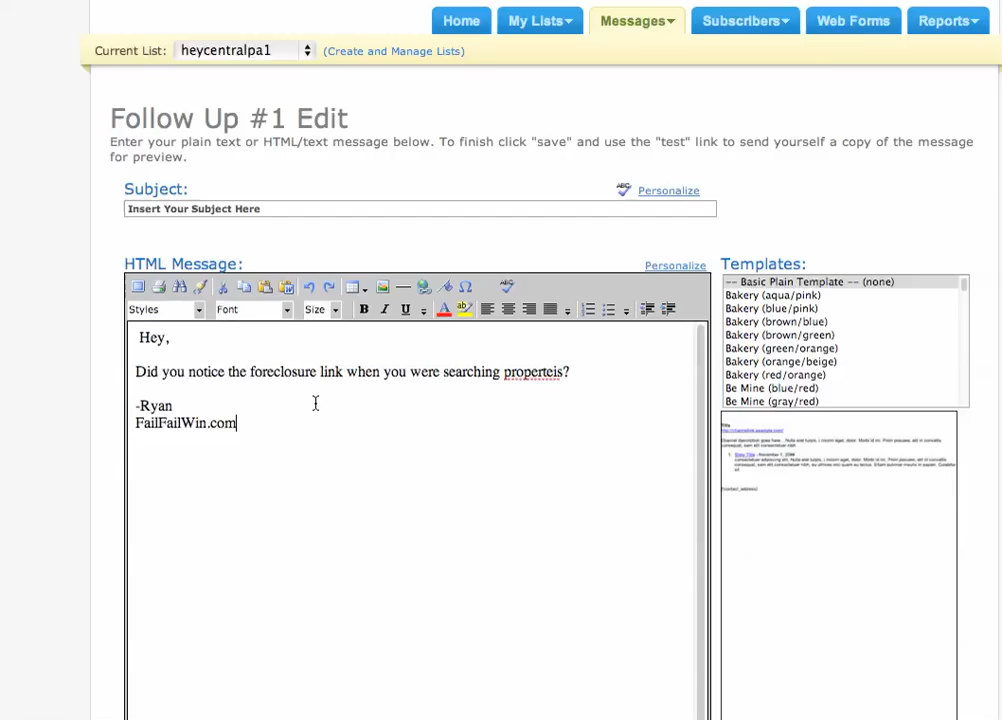 Home My Lists Messages Subscribers Web Forms Reports
Current List: heycentralpa1 (Create and Manage Lists)
Follow Up #1 Edit
Enter your plain text or HTML/text message below. To finish click "save" and use the "test" link to send yourself a copy of the message
for preview.
Subject: ABC Personalize
Insert Your Subject Here
HTML Message: Personalize Templates:
Styles Font Size B I U A ab
-- Basic Plain Template -- (none)
Bakery (aqua/pink)
Bakery (blue/pink)
Bakery (brown/blue)
Bakery (brown/green)
Bakery (green/orange)
Bakery (orange/beige)
Bakery (red/orange)
Be Mine (blue/red)
Be Mine (gray/red)
Hey,
Did you notice the foreclosure link when you were searching properteis?
-Ryan
FailFailWin.com
Title